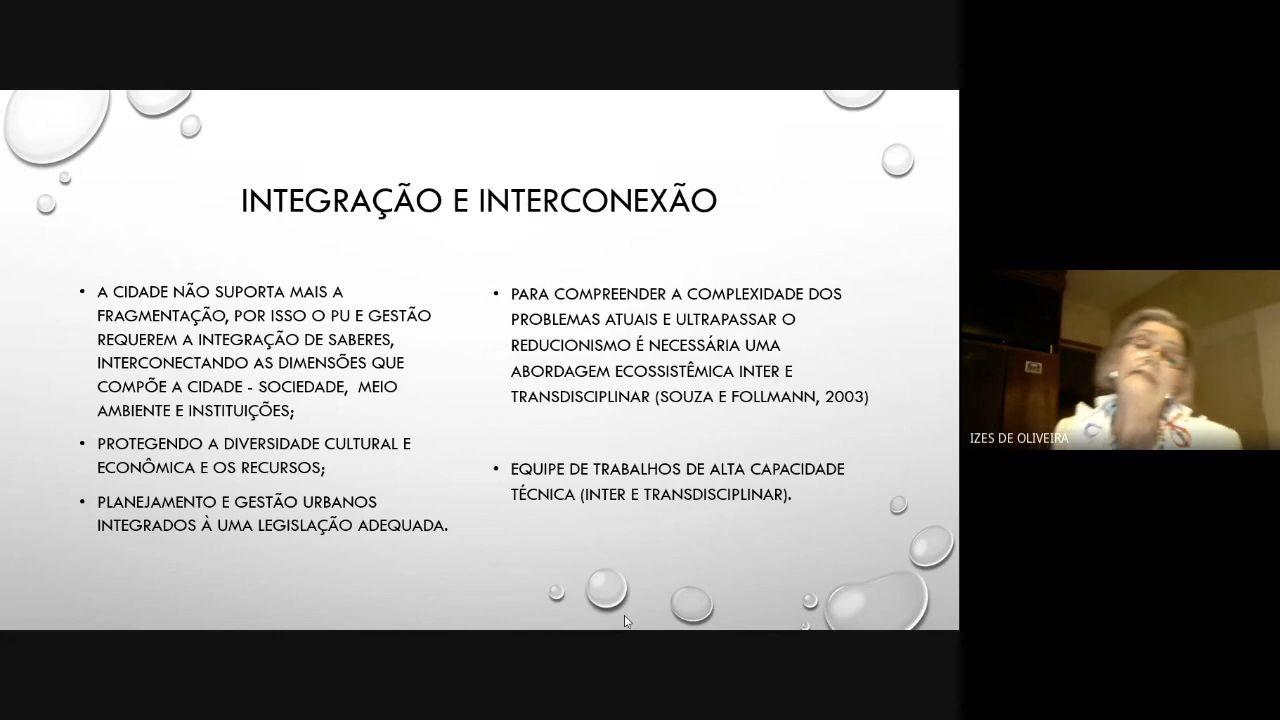 INTEGRAÇÃO E INTERCONEXÃO
• A CIDADE NÃO SUPORTA MAIS A
FRAGMENTAÇÃO, POR ISSO O PU E GESTÃO
REQUEREM A INTEGRAÇÃO DE SABERES,
INTERCONECTANDO AS DIMENSÕES QUE
COMPÕE A CIDADE - SOCIEDADE, MEIO
AMBIENTE E INSTITUIÇÕES;
• PROTEGENDO A DIVERSIDADE CULTURAL E
ECONÔMICA E OS RECURSOS;
• PLANEJAMENTO E GESTÃO URBANOS
INTEGRADOS À UMA LEGISLAÇÃO ADEQUADA.
• PARA COMPREENDER A COMPLEXIDADE DOS
PROBLEMAS ATUAIS E ULTRAPASSAR O
REDUCIONISMO É NECESSÁRIA UMA
ABORDAGEM ECOSSISTÊMICA INTER E
TRANSDISCIPLINAR (SOUZA E FOLLMANN, 2003)
• EQUIPE DE TRABALHOS DE ALTA CAPACIDADE
TÉCNICA (INTER E TRANSDISCIPLINAR).
IZES DE OLIVEIRA